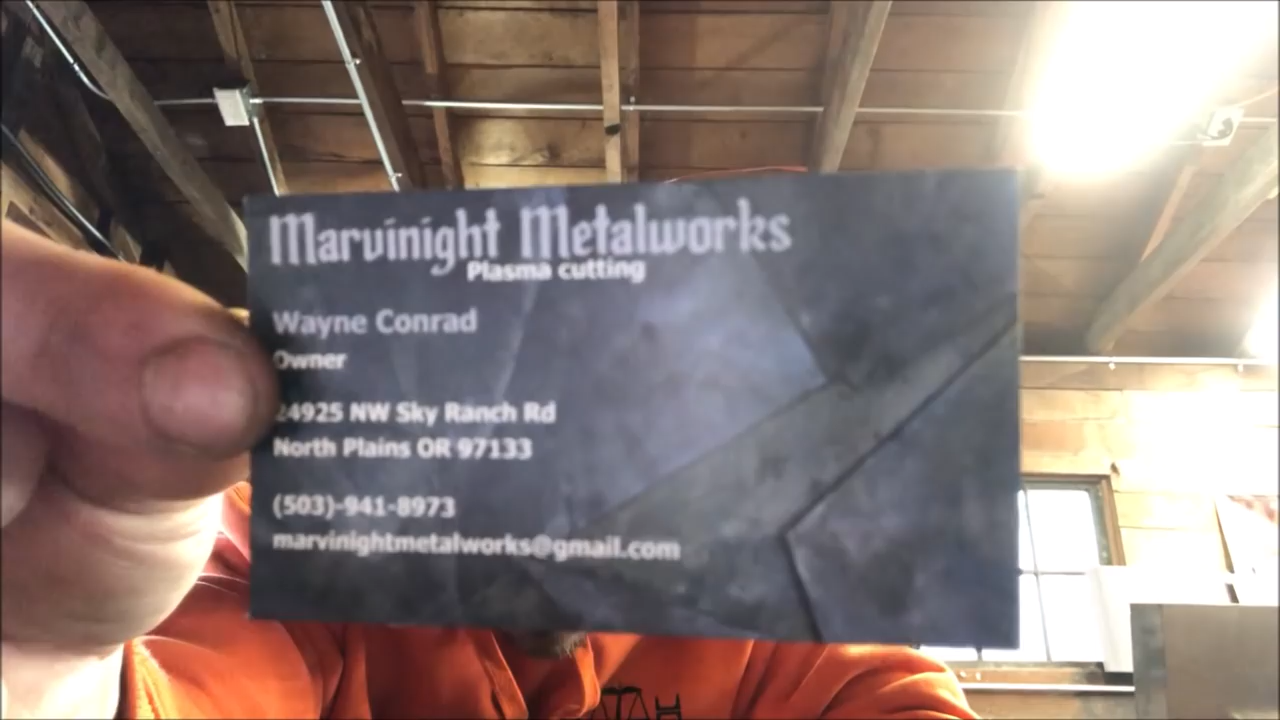 Marvinight Metalworks
Plasma cutting
Wayne Conrad
Owner
24925 NW Sky Ranch Rd
North Plains OR 97133
(503)-941-8973
marvinightmetalworks@gmail.com